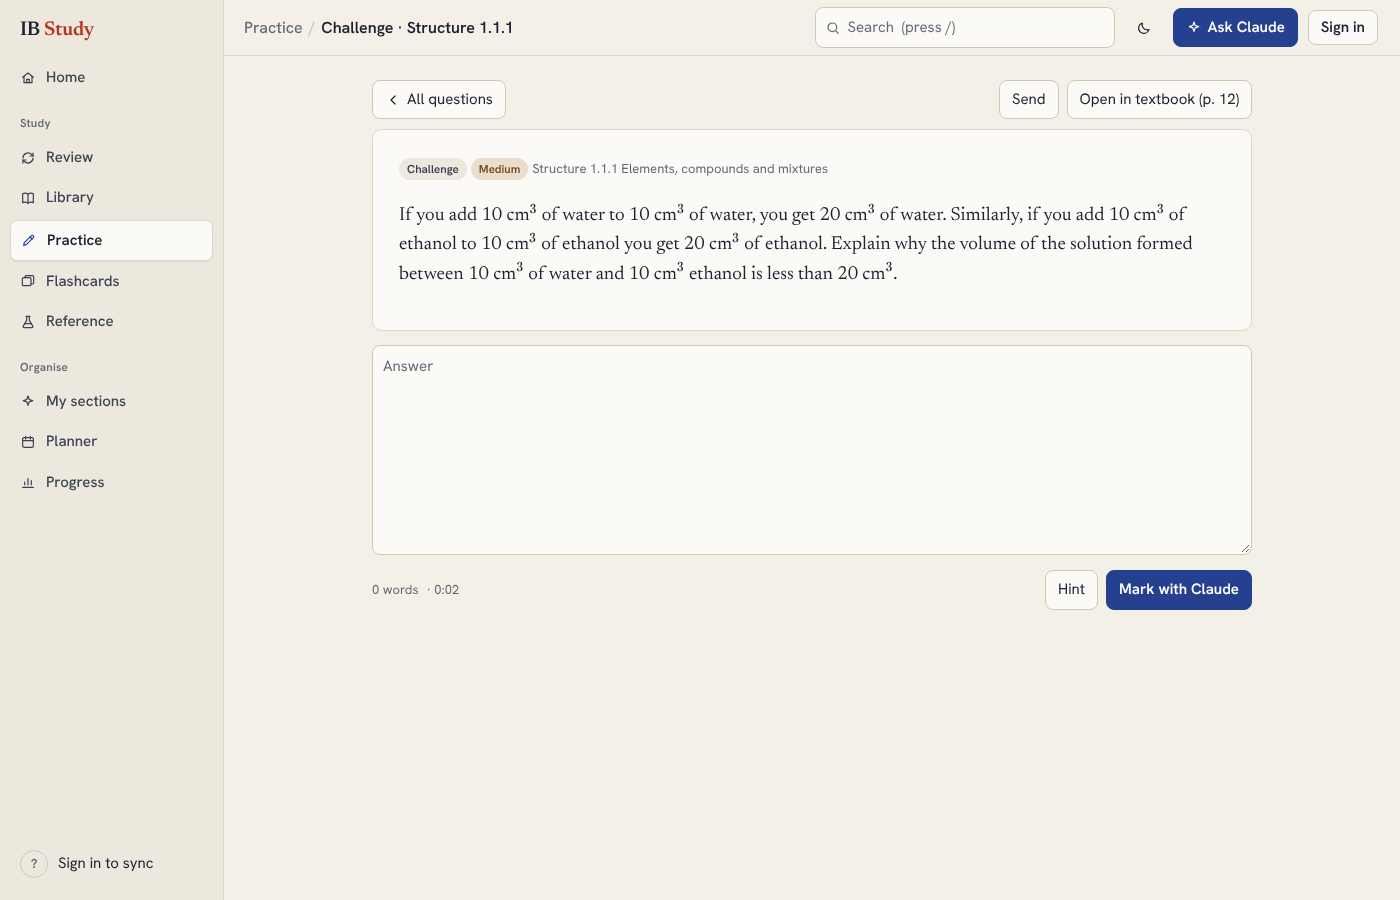 IB Study
Home
Study
Review
Library
Practice
Flashcards
Reference
Organise
My sections
Planner
Progress
? Sign in to sync
Practice / Challenge · Structure 1.1.1
Search (press /)
Ask Claude
Sign in
All questions
Send
Open in textbook (p. 12)
Challenge Medium Structure 1.1.1 Elements, compounds and mixtures
If you add 10 cm³ of water to 10 cm³ of water, you get 20 cm³ of water. Similarly, if you add 10 cm³ of
ethanol to 10 cm³ of ethanol you get 20 cm³ of ethanol. Explain why the volume of the solution formed
between 10 cm³ of water and 10 cm³ ethanol is less than 20 cm³.
Answer
0 words · 0:02
Hint
Mark with Claude